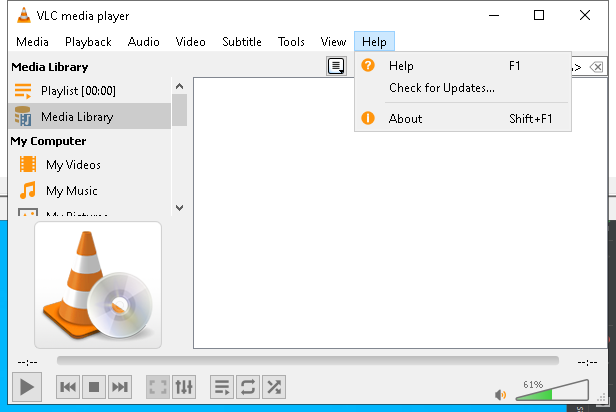 VLC media player
Media Playback Audio Video Subtitle Tools View Help
Media Library
Playlist [00:00]
Media Library
My Computer
My Videos
My Music
My Pictures
Help F1
Check for Updates...
About Shift+F1
--:-- --:--
61%